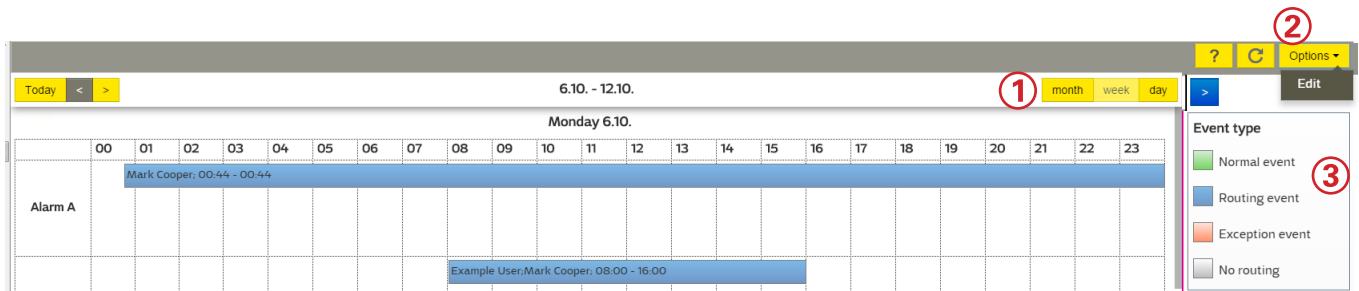 2
? C Options
Today < > 6.10. - 12.10. 1 month week day > Edit
Monday 6.10.
Event type
00 01 02 03 04 05 06 07 08 09 10 11 12 13 14 15 16 17 18 19 20 21 22 23
Mark Cooper; 00:44 - 00:44
Normal event
3
Alarm A
Routing event
Exception event
Example User;Mark Cooper; 08:00 - 16:00
No routing